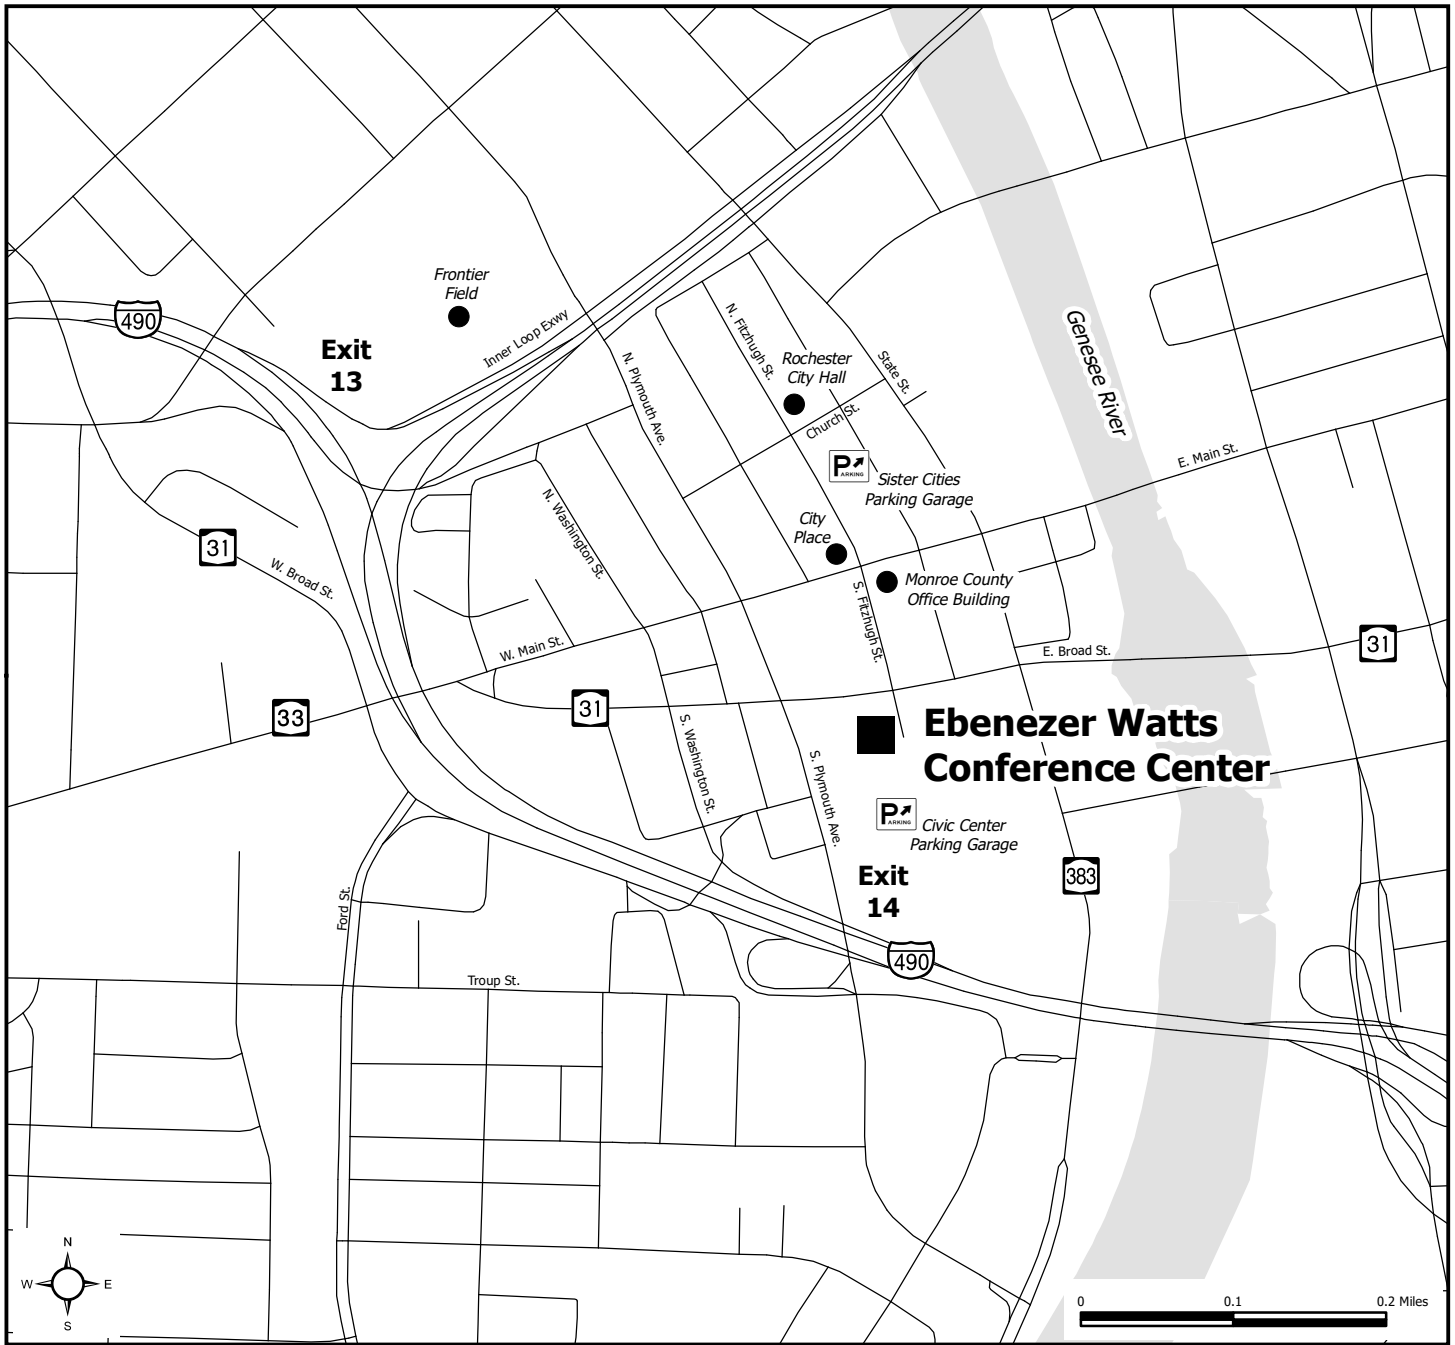 Frontier
Field
490
Exit
13
Inner Loop Exwy
N. Fitzhugh St.
Rochester
City Hall
State St.
Genesee River
N. Plymouth Ave.
Church St.
E. Main St.
P
ARKING
Sister Cities
Parking Garage
N. Washington St.
City
Place
31
W. Broad St.
Monroe County
Office Building
S. Fitzhugh St.
W. Main St.
E. Broad St.
31
33
31
Ebenezer Watts
Conference Center
S. Washington St.
S. Plymouth Ave.
P
ARKING
Civic Center
Parking Garage
Exit
14
383
Ford St.
490
Troup St.
N
W
E
S
0
0.1
0.2 Miles